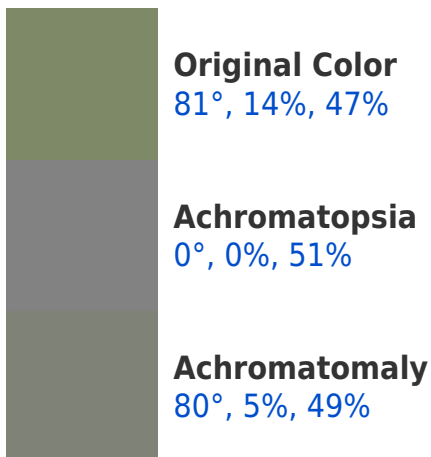 Original Color
81°, 14%, 47%
Achromatopsia
0°, 0%, 51%
Achromatomaly
80°, 5%, 49%